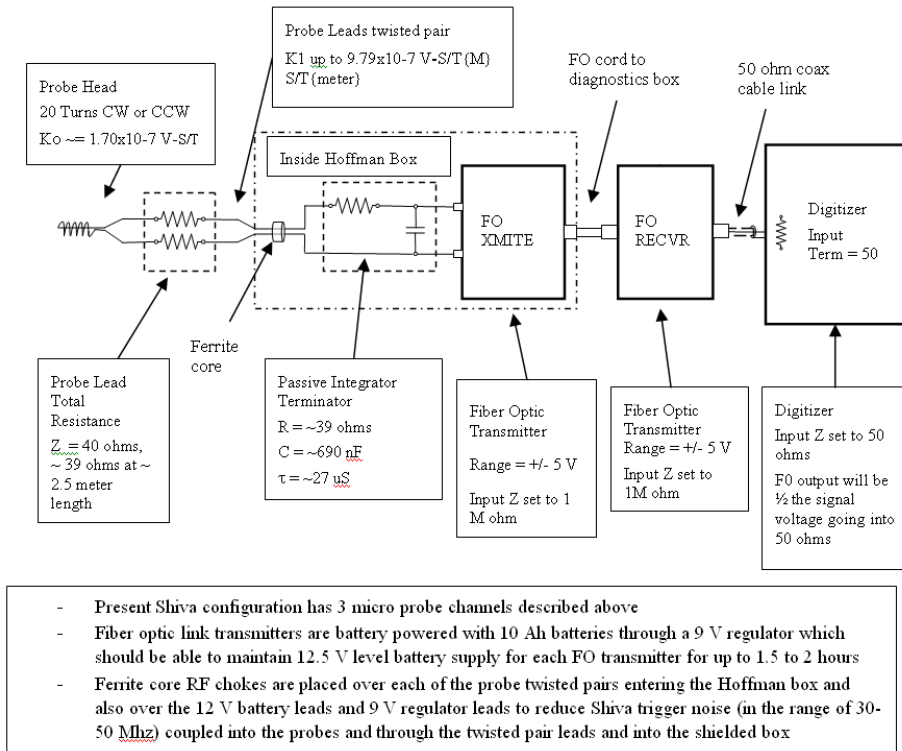 Probe Leads twisted pair
K1 up to 9.79x10-7 V-S/T{M}
S/T{meter}
Probe Head
20 Turns CW or CCW
Ko ~= 1.70x10-7 V-S/T
FO cord to
diagnostics box
50 ohm coax
cable link
Inside Hoffman Box
FO
XMITE
FO
RECVR
Digitizer
Input
Term = 50
Ferrite
core
Probe Lead
Total
Resistance
Z = 40 ohms,
~ 39 ohms at ~
2.5 meter
length
Passive Integrator
Terminator
R = ~39 ohms
C = ~690 nF
τ = ~27 uS
Fiber Optic
Transmitter
Range = +/- 5 V
Input Z set to 1
M ohm
Fiber Optic
Transmitter
Range = +/- 5 V
Input Z set to
1M ohm
Digitizer
Input Z set to 50
ohms
F0 output will be
½ the signal
voltage going into
50 ohms
- Present Shiva configuration has 3 micro probe channels described above
- Fiber optic link transmitters are battery powered with 10 Ah batteries through a 9 V regulator which
should be able to maintain 12.5 V level battery supply for each FO transmitter for up to 1.5 to 2 hours
- Ferrite core RF chokes are placed over each of the probe twisted pairs entering the Hoffman box and
also over the 12 V battery leads and 9 V regulator leads to reduce Shiva trigger noise (in the range of 30-
50 Mhz) coupled into the probes and through the twisted pair leads and into the shielded box